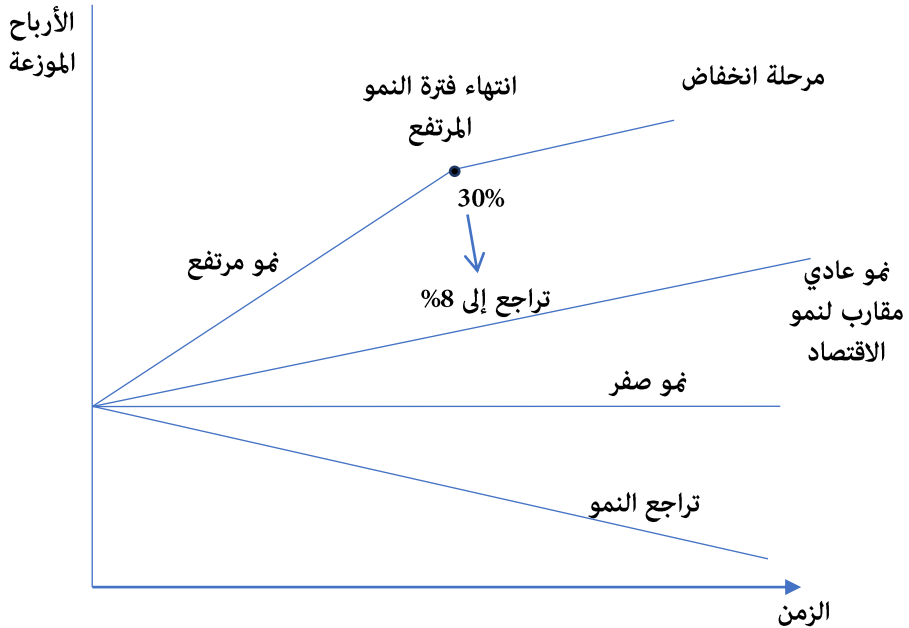 الأرباح
الموزعة
انتهاء فترة النمو
المرتفع
مرحلة انخفاض
30%
نمو مرتفع
تراجع إلى 8%
نمو عادي
مقارب لنمو
الاقتصاد
نمو صفر
تراجع النمو
الزمن